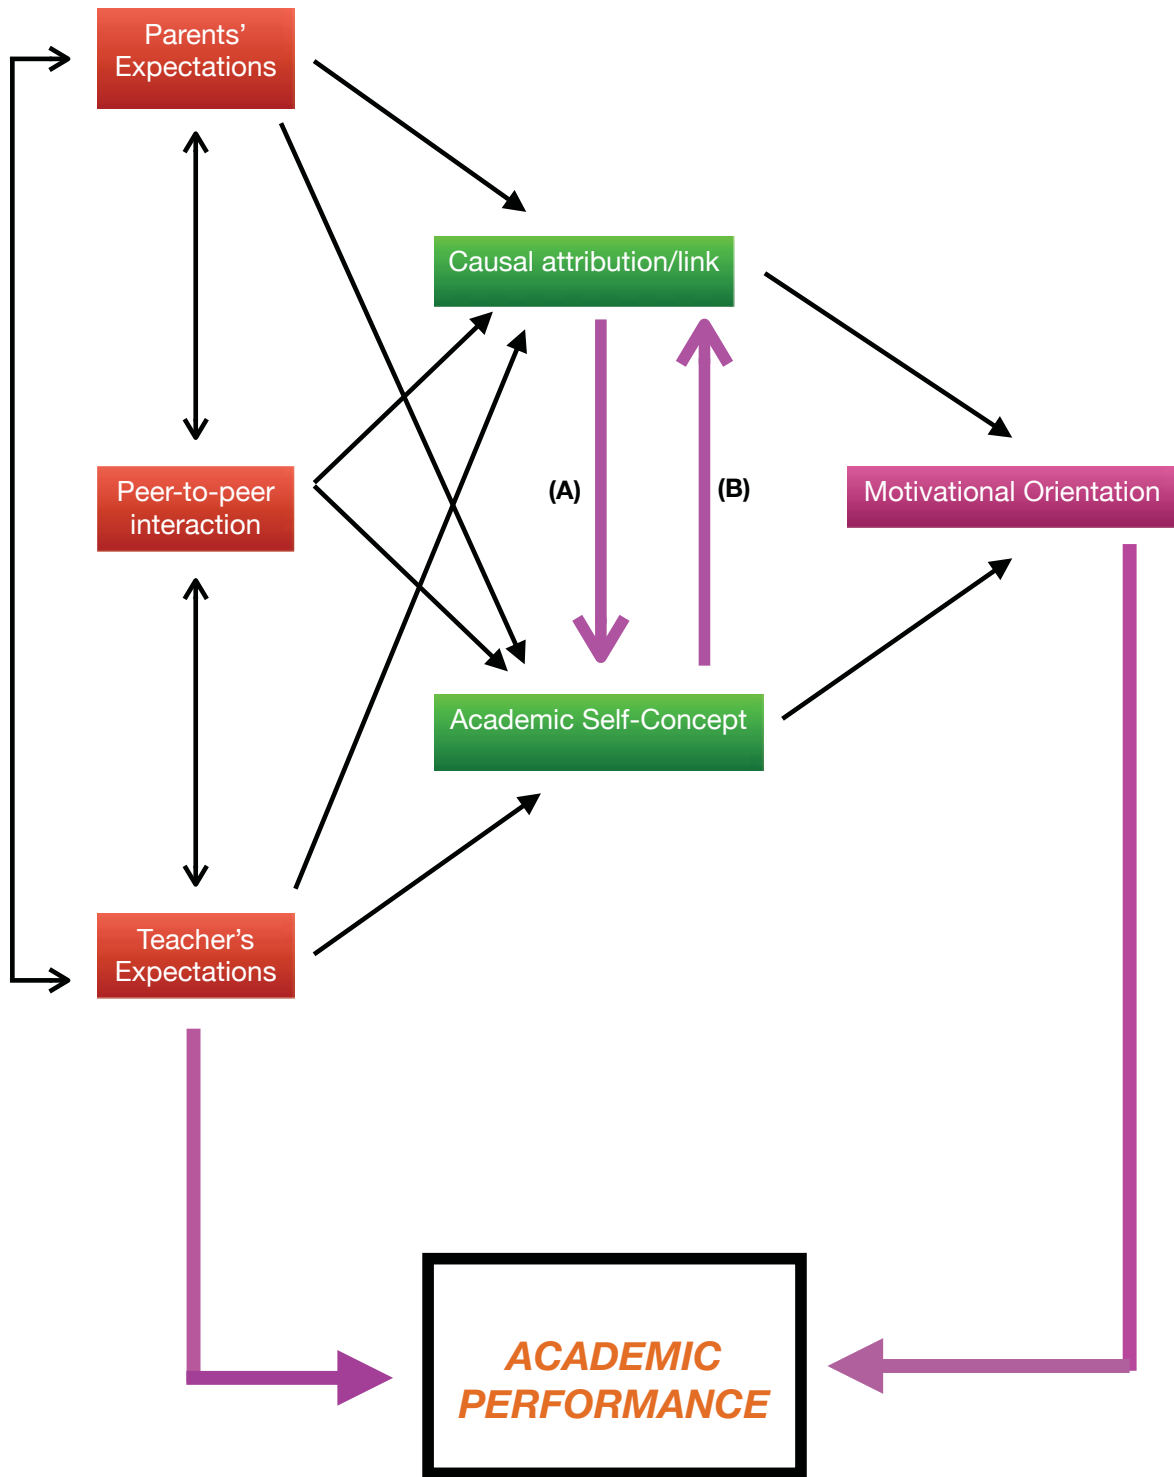 Parents’
Expectations
Causal attribution/link
(A)
(B)
Peer-to-peer
interaction
Motivational Orientation
Academic Self-Concept
Teacher’s
Expectations
ACADEMIC
PERFORMANCE